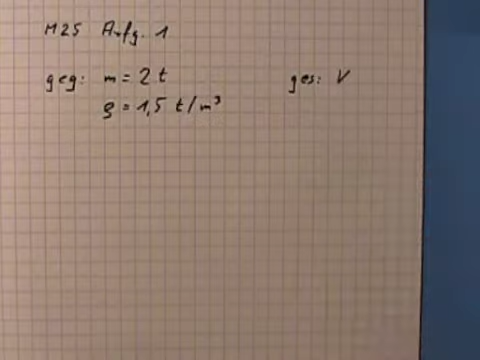 M25 Aufg. 1
geg: m = 2 t ges: V
ρ = 1,5 t/m³